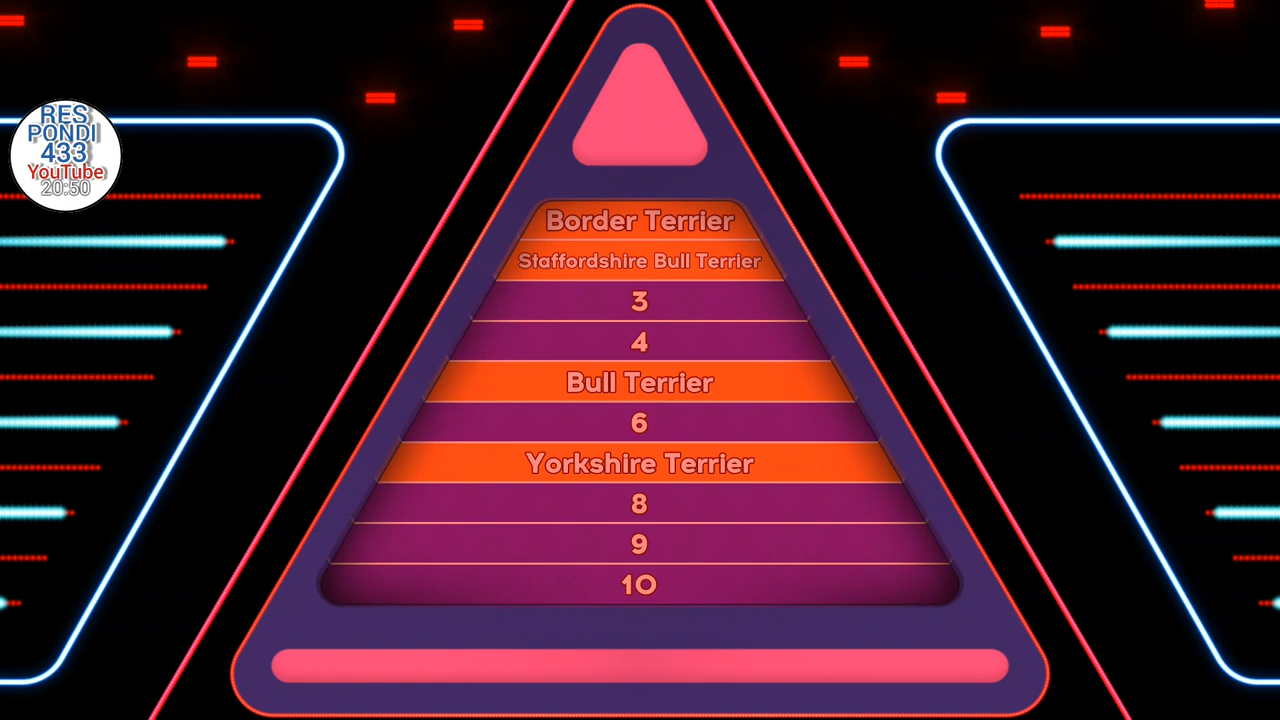 RES
PONDI
433
YouTube
20:50
Border Terrier
Staffordshire Bull Terrier
3
4
Bull Terrier
6
Yorkshire Terrier
8
9
10